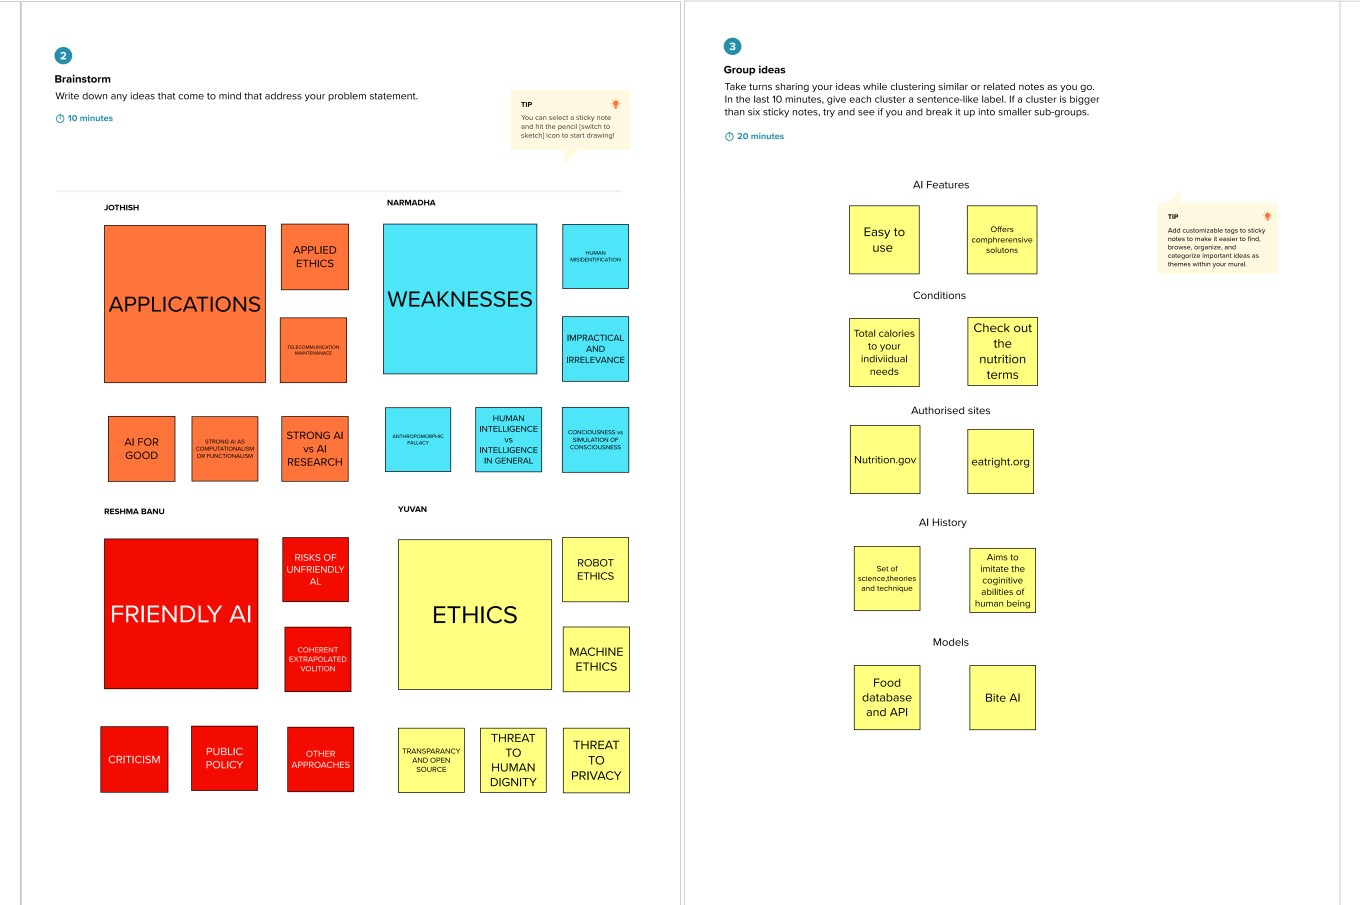 2
Brainstorm
Write down any ideas that come to mind that address your problem statement.
10 minutes
TIP
You can select a sticky note
and hit the pencil [switch to
sketch] icon to start drawing!
JOTHISH
APPLICATIONS
APPLIED
ETHICS
TELECOMMUNICATION
MAINTENANACE
AI FOR
GOOD
STRONG AI AS
COMPUTATIONALISM
OR FUNCTIONALISM
STRONG AI
vs AI
RESEARCH
NARMADHA
WEAKNESSES
HUMAN
MISIDENTIFICATION
IMPRACTICAL
AND
IRRELEVANCE
ANTHROPOMORPHIC
FALLACY
HUMAN
INTELLIGENCE
vs
INTELLIGENCE
IN GENERAL
CONCIOUSNESS vs
SIMULATION OF
CONSCIOUSNESS
RESHMA BANU
FRIENDLY AI
RISKS OF
UNFRIENDLY
AL
COHERENT
EXTRAPOLATED
VOLITION
CRITICISM
PUBLIC
POLICY
OTHER
APPROACHES
YUVAN
ETHICS
ROBOT
ETHICS
MACHINE
ETHICS
TRANSPARANCY
AND OPEN
SOURCE
THREAT
TO
HUMAN
DIGNITY
THREAT
TO
PRIVACY
3
Group ideas
Take turns sharing your ideas while clustering similar or related notes as you go.
In the last 10 minutes, give each cluster a sentence-like label. If a cluster is bigger
than six sticky notes, try and see if you and break it up into smaller sub-groups.
20 minutes
TIP
Add customizable tags to sticky
notes to make it easier to find,
browse, organize, and
categorize important ideas as
themes within your mural.
AI Features
Easy to
use
Offers
comphrerensive
soluton​s
Conditions
Total calories
to your
indiviidual
needs
Check out
the
nutrition
terms
Authorised sites
Nutrition.gov
eatright.org
AI History
Set of
science,theories
and technique
Aims to
imitate the
coginitive
abilities of
human being
Models
Food
database
and API
Bite AI